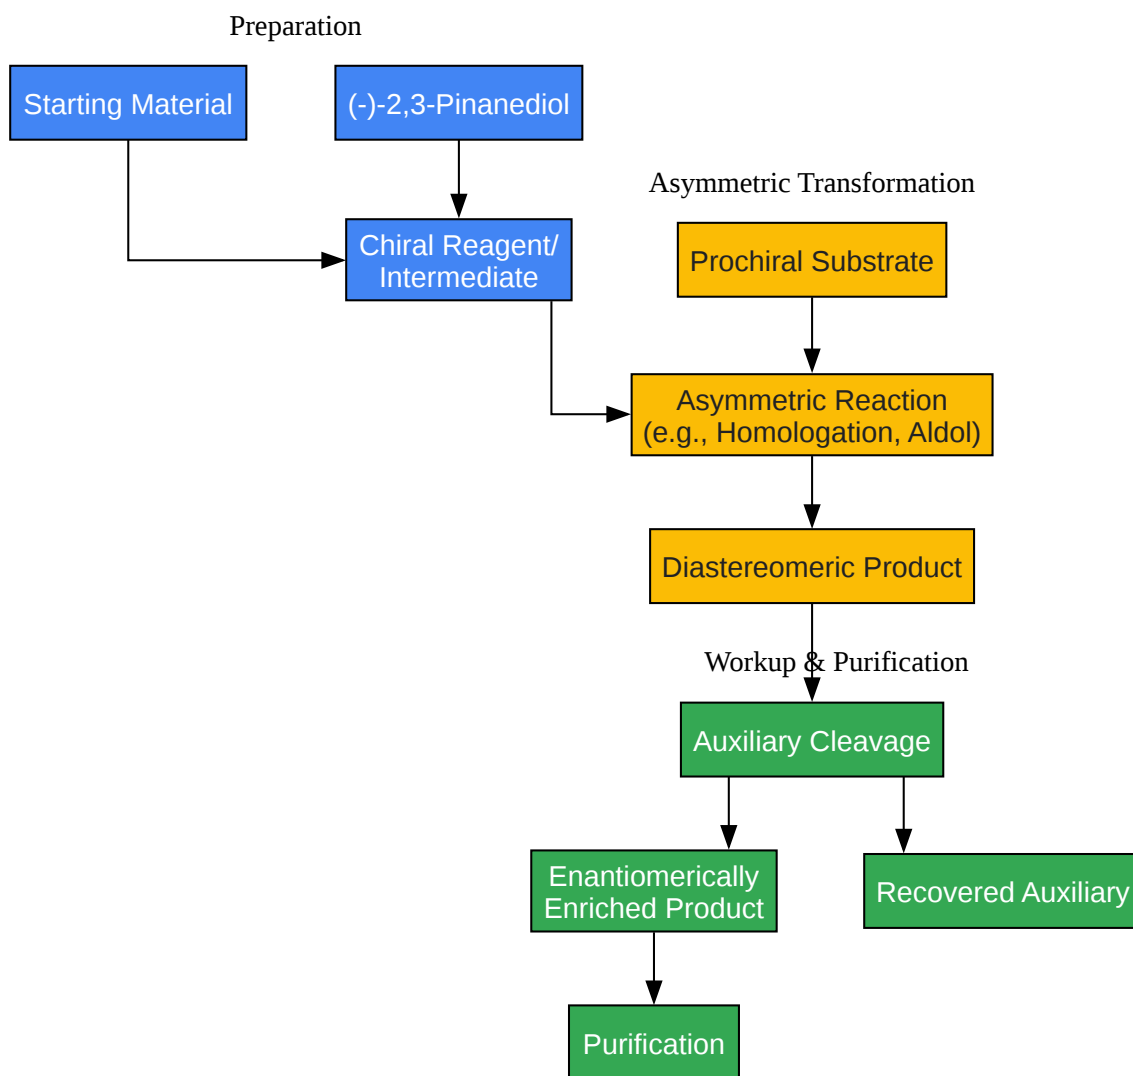 Preparation
Starting Material
(-)-2,3-Pinanediol
Chiral Reagent/
Intermediate
Asymmetric Transformation
Prochiral Substrate
Asymmetric Reaction
(e.g., Homologation, Aldol)
Diastereomeric Product
Workup & Purification
Auxiliary Cleavage
Enantiomerically
Enriched Product
Recovered Auxiliary
Purification